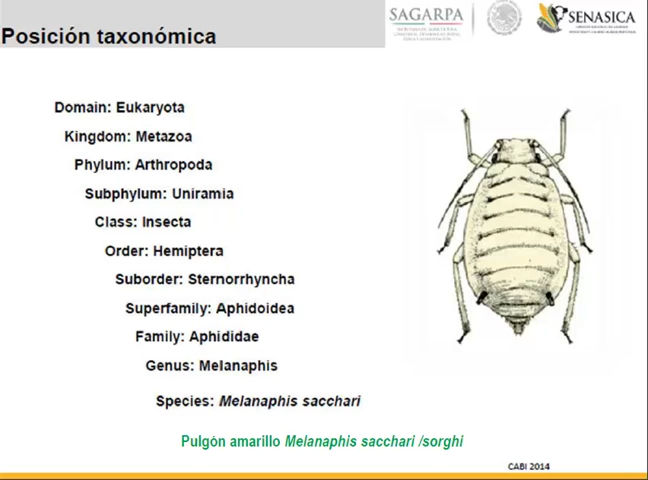 SAGARPA
SENASICA
Posición taxonómica
Domain: Eukaryota
Kingdom: Metazoa
Phylum: Arthropoda
Subphylum: Uniramia
Class: Insecta
Order: Hemiptera
Suborder: Sternorrhyncha
Superfamily: Aphidoidea
Family: Aphididae
Genus: Melanaphis
Species: Melanaphis sacchari
Pulgón amarillo Melanaphis sacchari /sorghi
CABI 2014